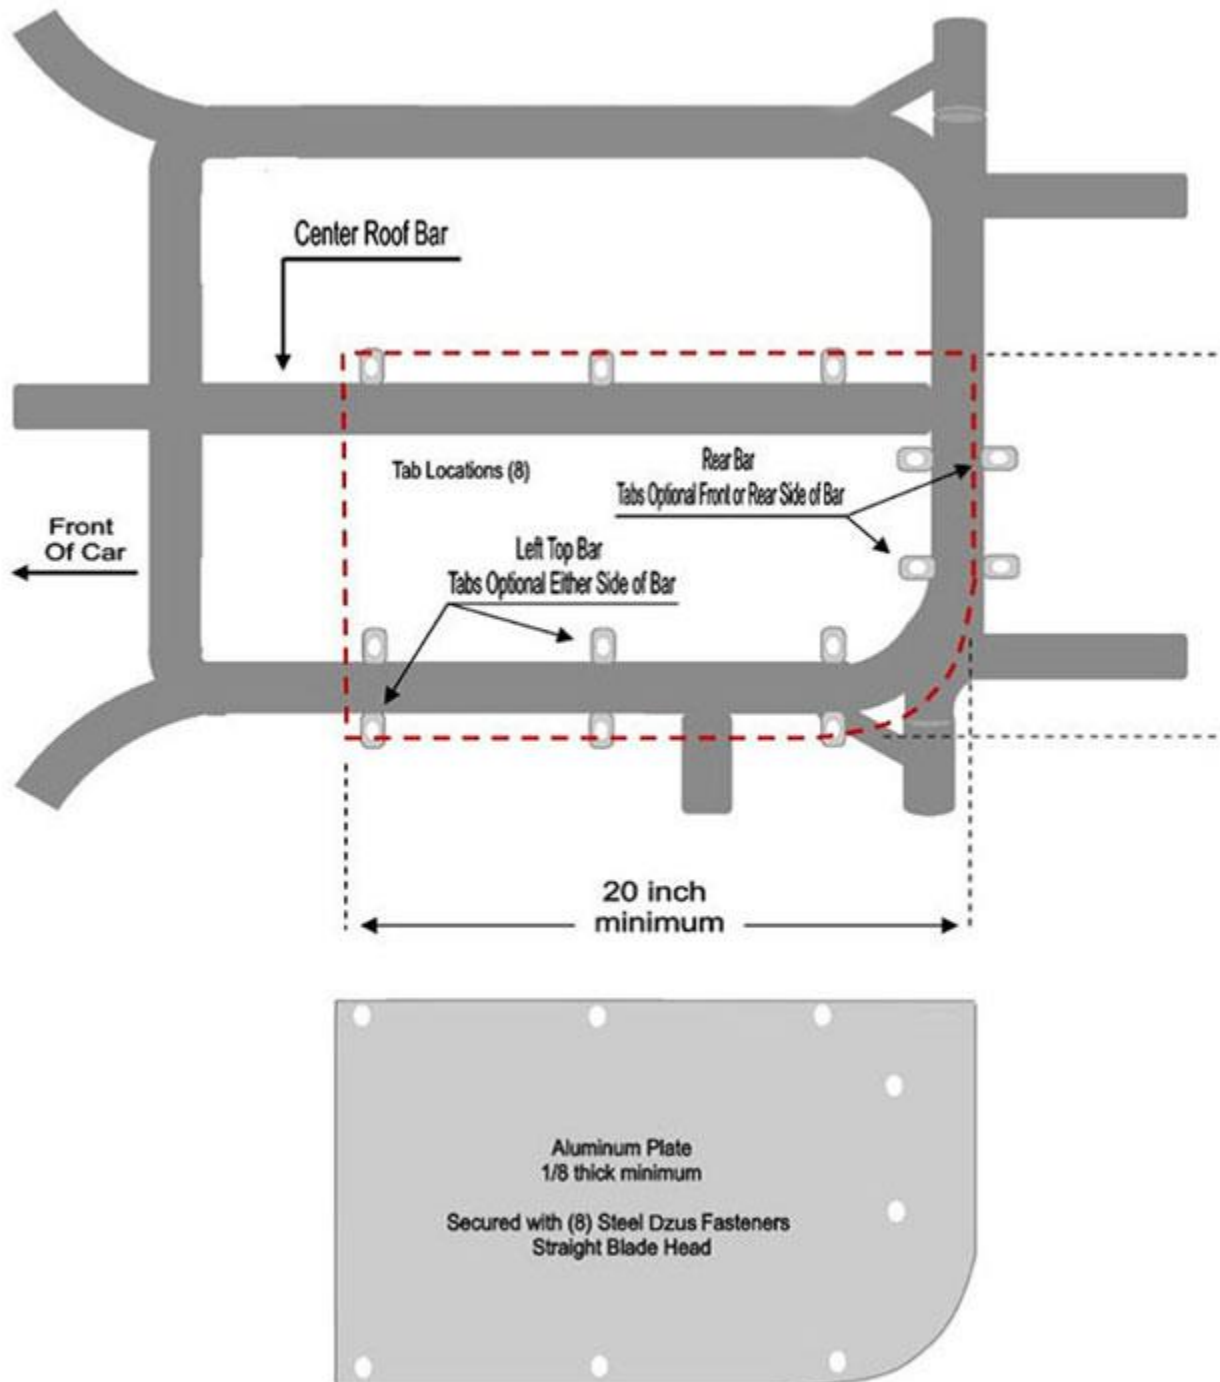 Center Roof Bar
Tab Locations (8)
Rear Bar
Tabs Optional Front or Rear Side of Bar
Front
Of Car
Left Top Bar
Tabs Optional Either Side of Bar
20 inch
minimum
Aluminum Plate
1/8 thick minimum
Secured with (8) Steel Dzus Fasteners
Straight Blade Head